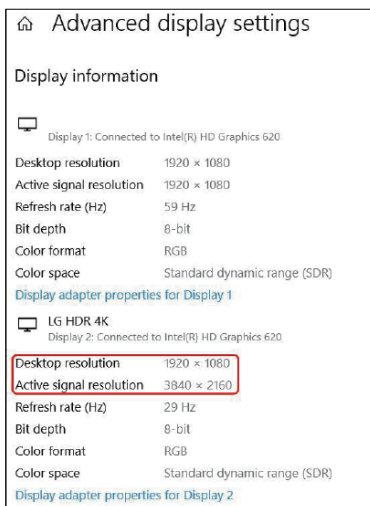 Advanced display settings
Display information
Display 1: Connected to Intel(R) HD Graphics 620
Desktop resolution 1920 × 1080
Active signal resolution 1920 × 1080
Refresh rate (Hz) 59 Hz
Bit depth 8-bit
Color format RGB
Color space Standard dynamic range (SDR)
Display adapter properties for Display 1
LG HDR 4K
Display 2: Connected to Intel(R) HD Graphics 620
Desktop resolution 1920 × 1080
Active signal resolution 3840 × 2160
Refresh rate (Hz) 29 Hz
Bit depth 8-bit
Color format RGB
Color space Standard dynamic range (SDR)
Display adapter properties for Display 2